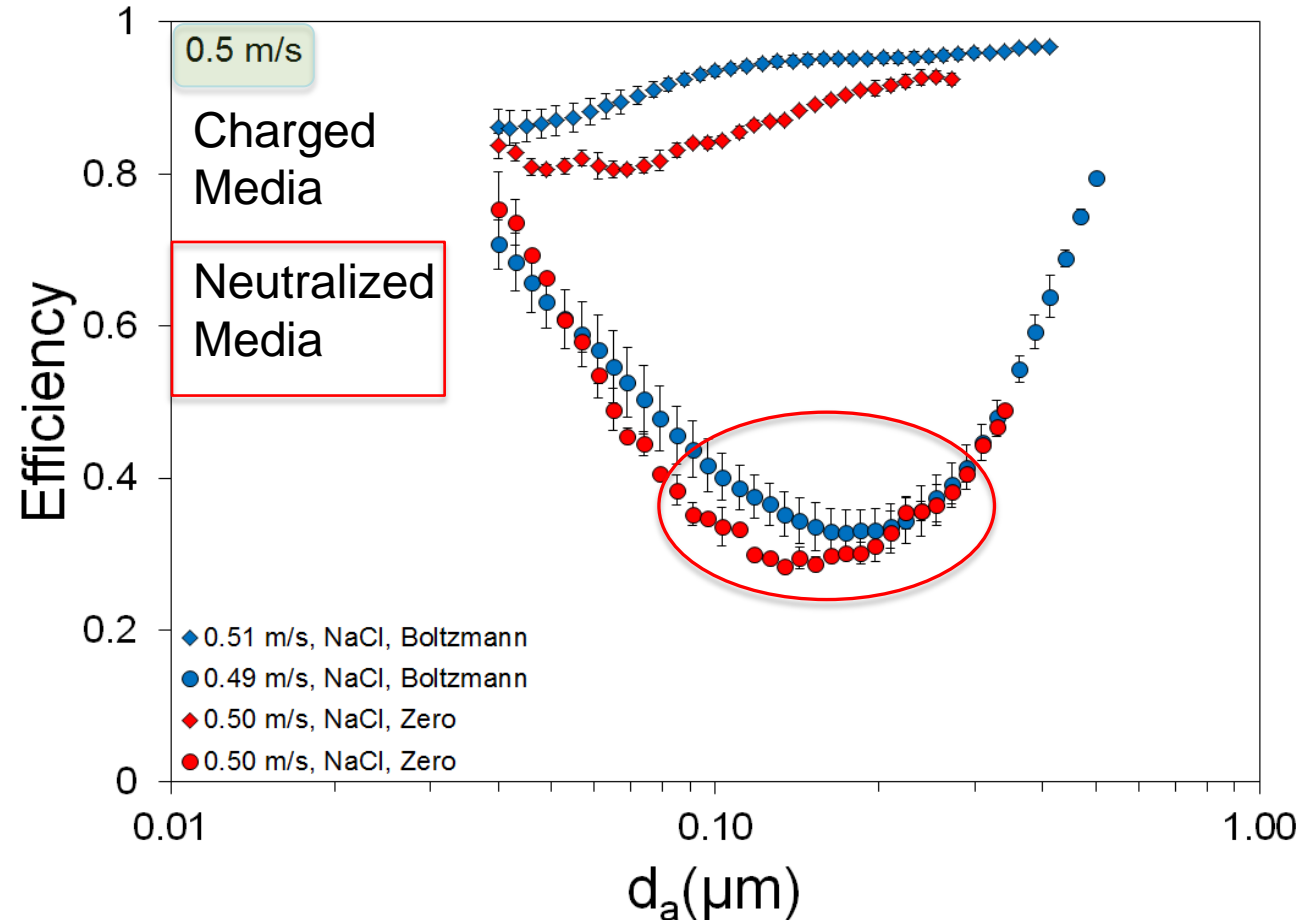 1
0.5 m/s
Charged
Media
0.8
Neutralized
Media
0.6
Efficiency
0.4
0.2
0.51 m/s, NaCl, Boltzmann
0.49 m/s, NaCl, Boltzmann
0.50 m/s, NaCl, Zero
0.50 m/s, NaCl, Zero
0
0.01 0.10 1.00
da(µm)